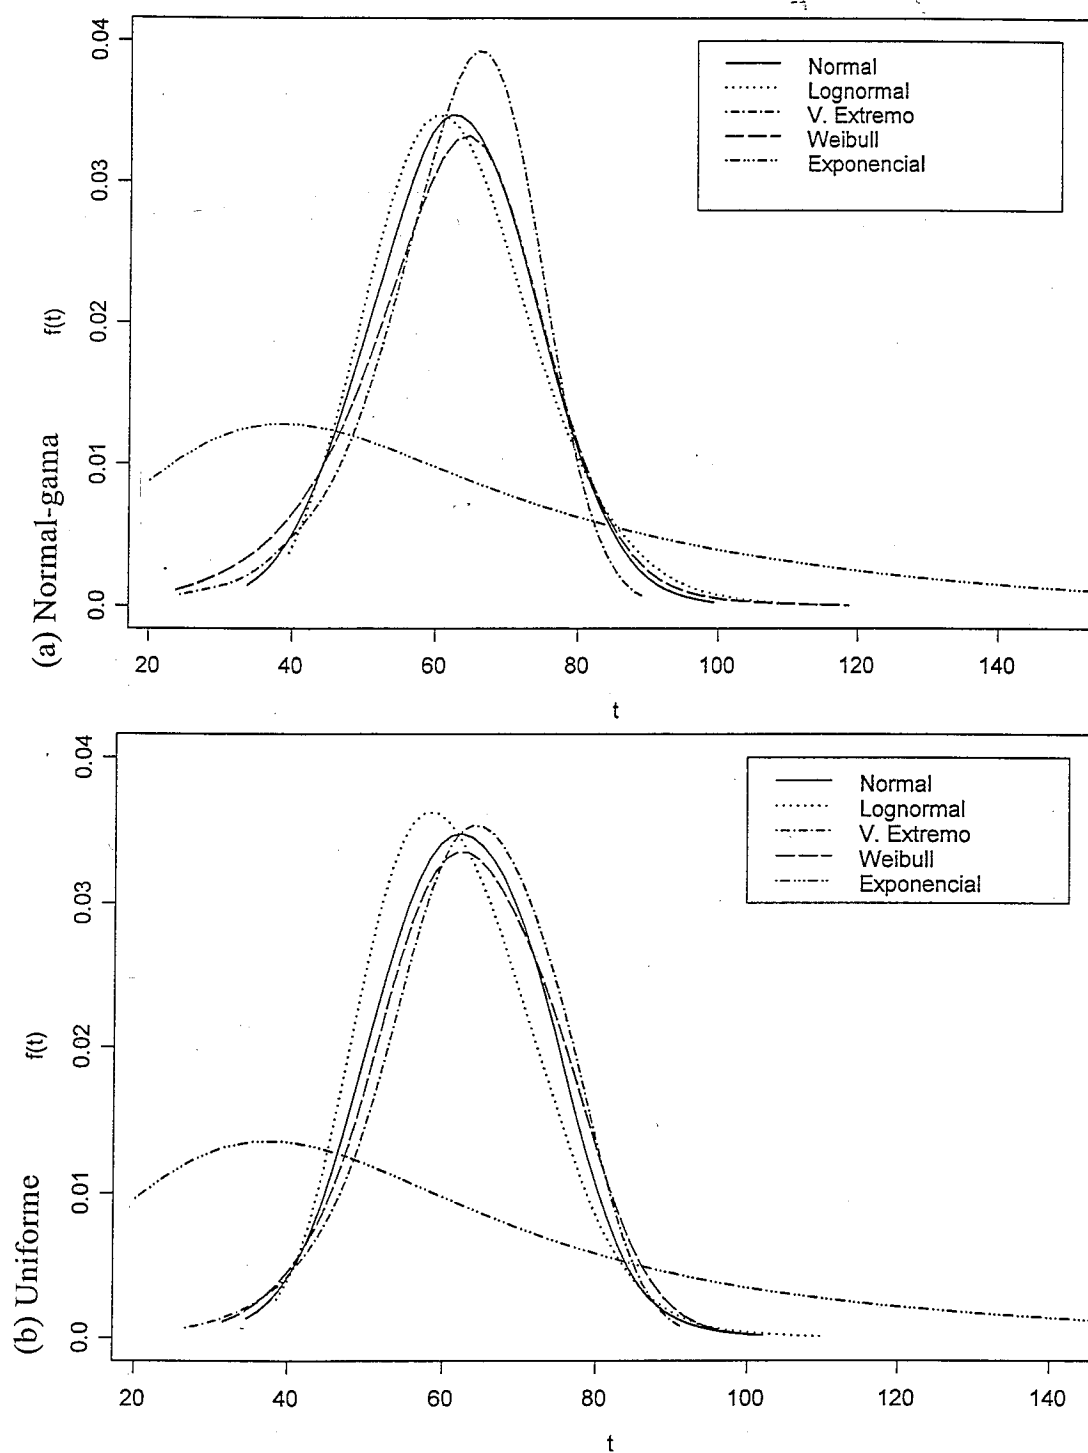 0.04
0.03
0.02
0.01
0.0
f(t)
(a) Normal-gama
Normal
Lognormal
V. Extremo
Weibull
Exponencial
20 40 60 80 100 120 140
t
0.04
0.03
0.02
0.01
0.0
f(t)
(b) Uniforme
Normal
Lognormal
V. Extremo
Weibull
Exponencial
20 40 60 80 100 120 140
t